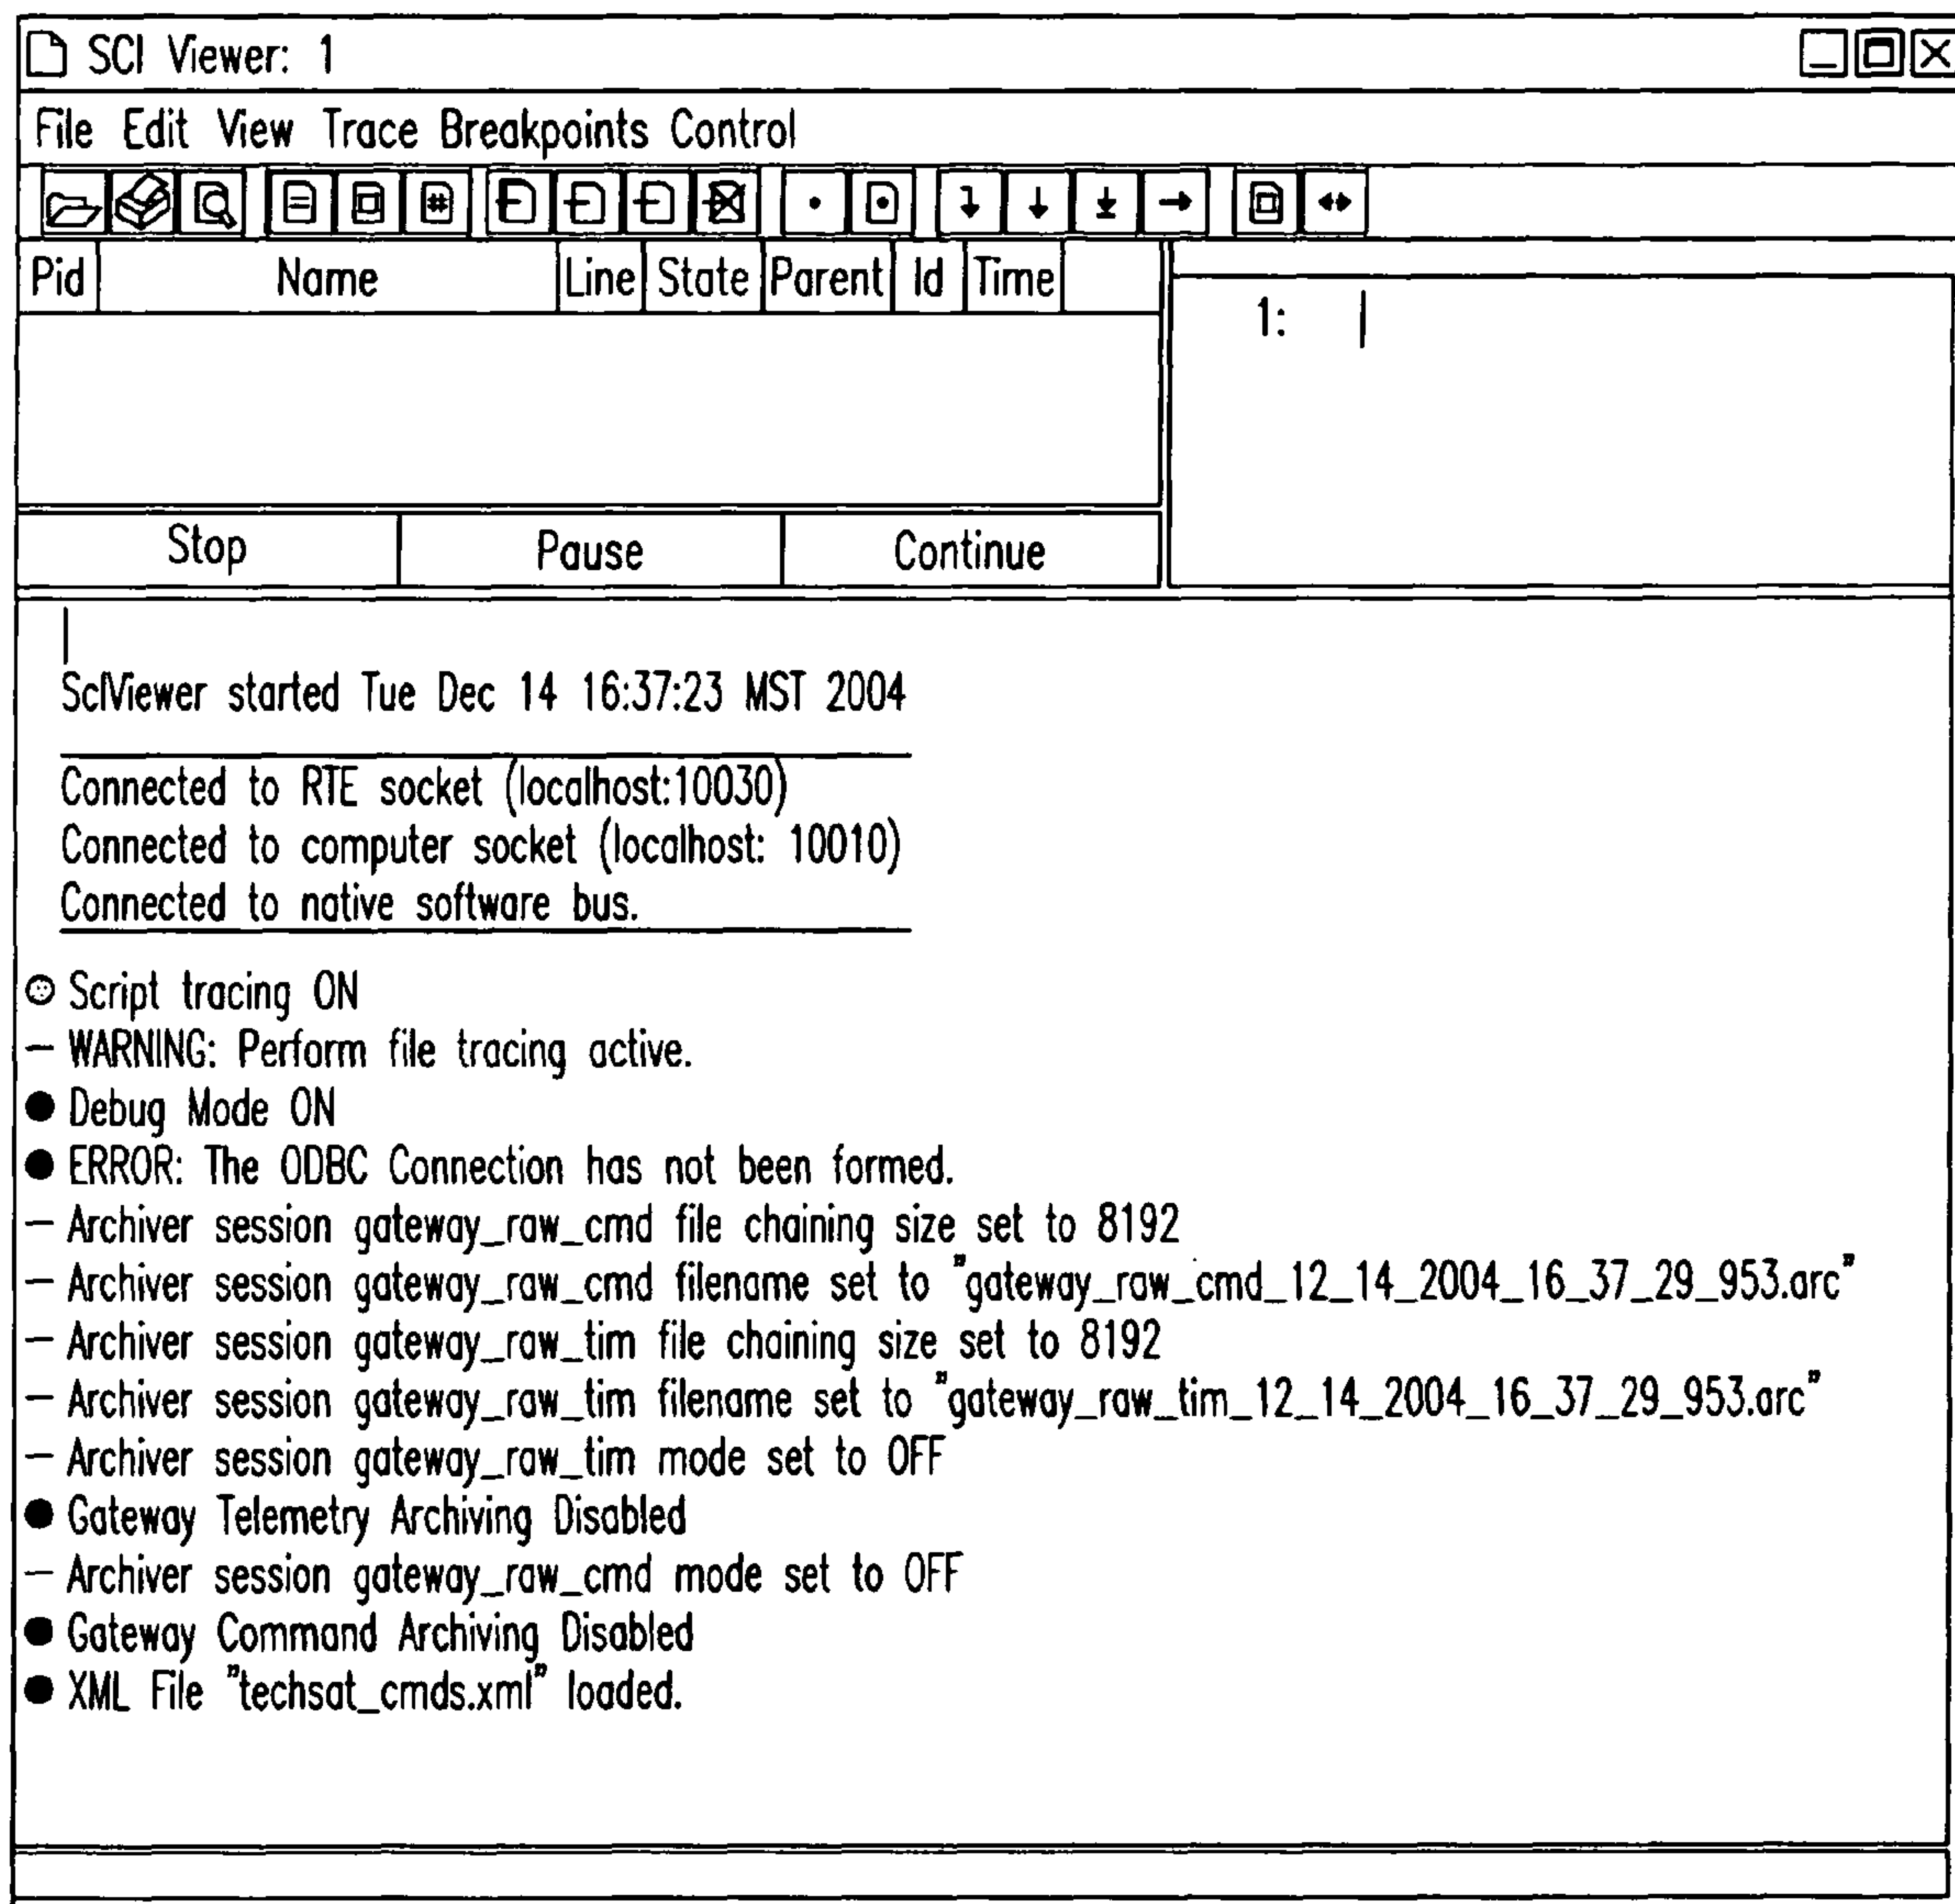 SCI Viewer: 1
File Edit View Trace Breakpoints Control
Pid Name Line State Parent Id Time
1:
Stop Pause Continue
SciViewer started Tue Dec 14 16:37:23 MST 2004
Connected to RTE socket (localhost:10030)
Connected to computer socket (localhost: 10010)
Connected to native software bus.
Script tracing ON
— WARNING: Perform file tracing active.
● Debug Mode ON
● ERROR: The ODBC Connection has not been formed.
— Archiver session gateway_raw_cmd file chaining size set to 8192
— Archiver session gateway_raw_cmd filename set to "gateway_raw_cmd_12_14_2004_16_37_29_953.arc"
— Archiver session gateway_raw_tim file chaining size set to 8192
— Archiver session gateway_raw_tim filename set to "gateway_raw_tim_12_14_2004_16_37_29_953.arc"
— Archiver session gateway_raw_tim mode set to OFF
● Gateway Telemetry Archiving Disabled
— Archiver session gateway_raw_cmd mode set to OFF
● Gateway Command Archiving Disabled
● XML File "techsat_cmds.xml" loaded.